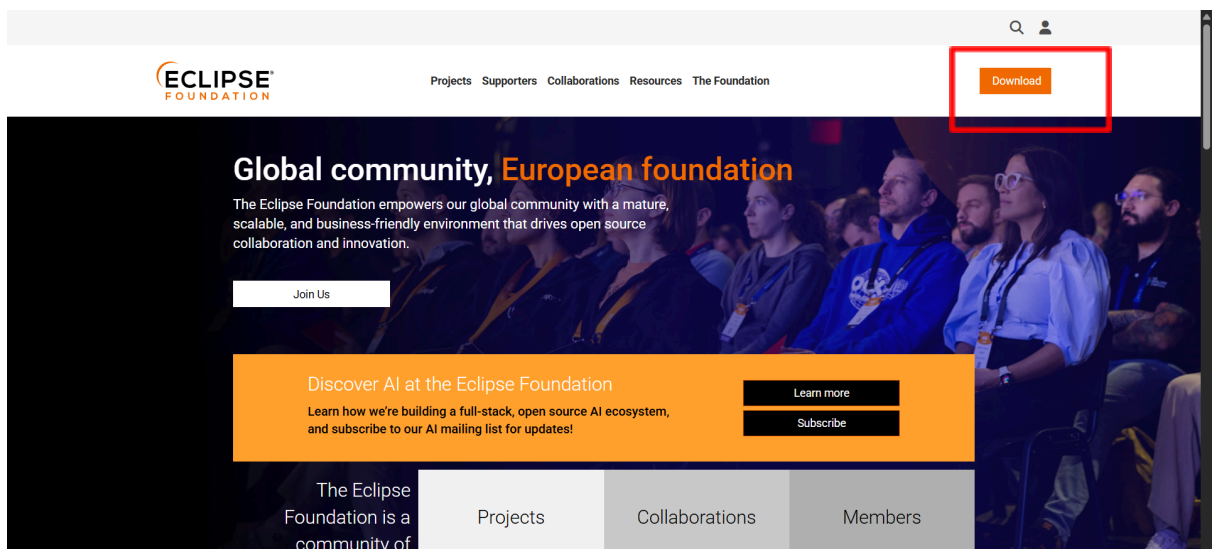 ECLIPSE®
FOUNDATION
Projects Supporters Collaborations Resources The Foundation
Download
Global community, European foundation
The Eclipse Foundation empowers our global community with a mature,
scalable, and business-friendly environment that drives open source
collaboration and innovation.
Join Us
Discover AI at the Eclipse Foundation
Learn how we're building a full-stack, open source AI ecosystem,
and subscribe to our AI mailing list for updates!
Learn more
Subscribe
The Eclipse
Foundation is a
community of
Projects
Collaborations
Members